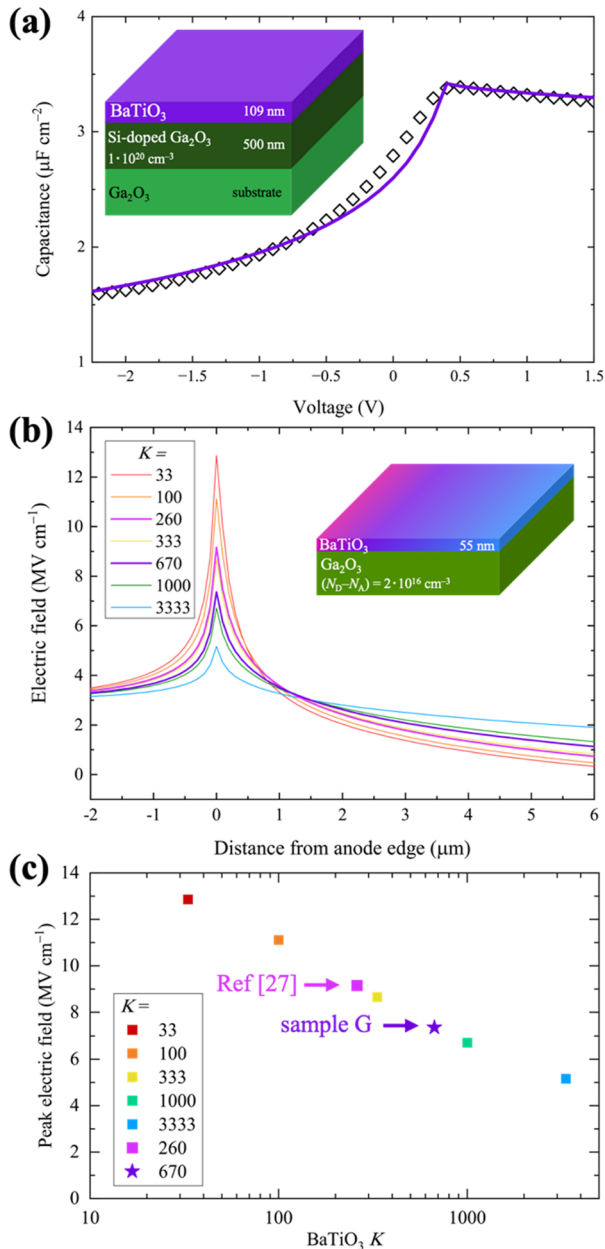 (a)
4
3
2
1
Capacitance (μF cm⁻²)
BaTiO₃ 109 nm
Si-doped Ga₂O₃ 500 nm
1·10²⁰ cm⁻³
Ga₂O₃ substrate
−2 −1.5 −1 −0.5 0 0.5 1 1.5
Voltage (V)
(b)
14
12
10
8
6
4
2
0
Electric field (MV cm⁻¹)
K =
33
100
260
333
670
1000
3333
BaTiO₃ 55 nm
Ga₂O₃
(N_D–N_A) = 2·10¹⁶ cm⁻³
-2 -1 0 1 2 3 4 5 6
Distance from anode edge (μm)
(c)
14
12
10
8
6
4
2
0
Peak electric field (MV cm⁻¹)
Ref [27]
sample G
K =
33
100
333
1000
3333
260
670
10 100 1000
BaTiO₃ K